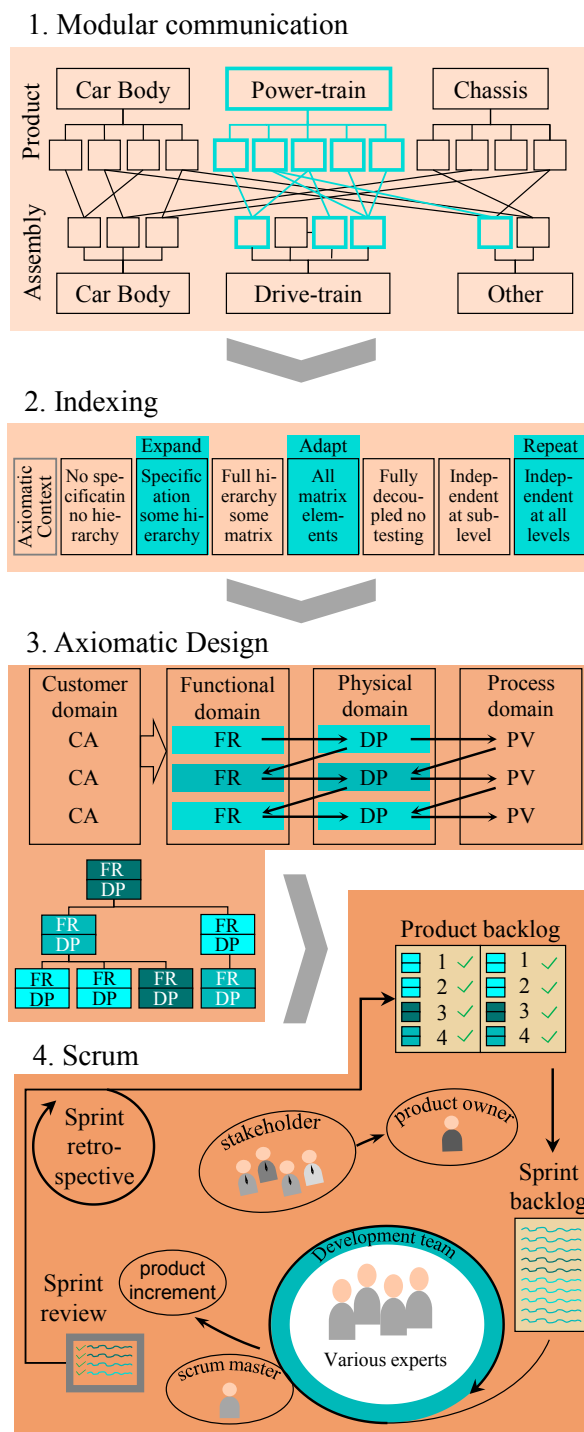 1. Modular communication
Product
Car Body
Power-train
Chassis
Assembly
Car Body
Drive-train
Other
2. Indexing
Expand
Adapt
Repeat
Axiomatic
Context
No spe-
cificatin
no hie-
rarchy
Specific
ation
some hi-
erarchy
Full hi-
erarchy
some
matrix
All
matrix
elem-
ents
Fully
decou-
pled no
testing
Indep-
endent
at sub-
level
Indep-
endent
at all
levels
3. Axiomatic Design
Customer
domain
Functional
domain
Physical
domain
Process
domain
CA FR DP PV
CA FR DP PV
CA FR DP PV
FR
DP
FR FR
DP DP
FR FR FR FR
DP DP DP DP
Product backlog
1 1
2 2
3 3
4 4
4. Scrum
Sprint
retro-
spective
stakeholder
product owner
Sprint
backlog
Development team
Various experts
product
increment
Sprint
review
scrum master